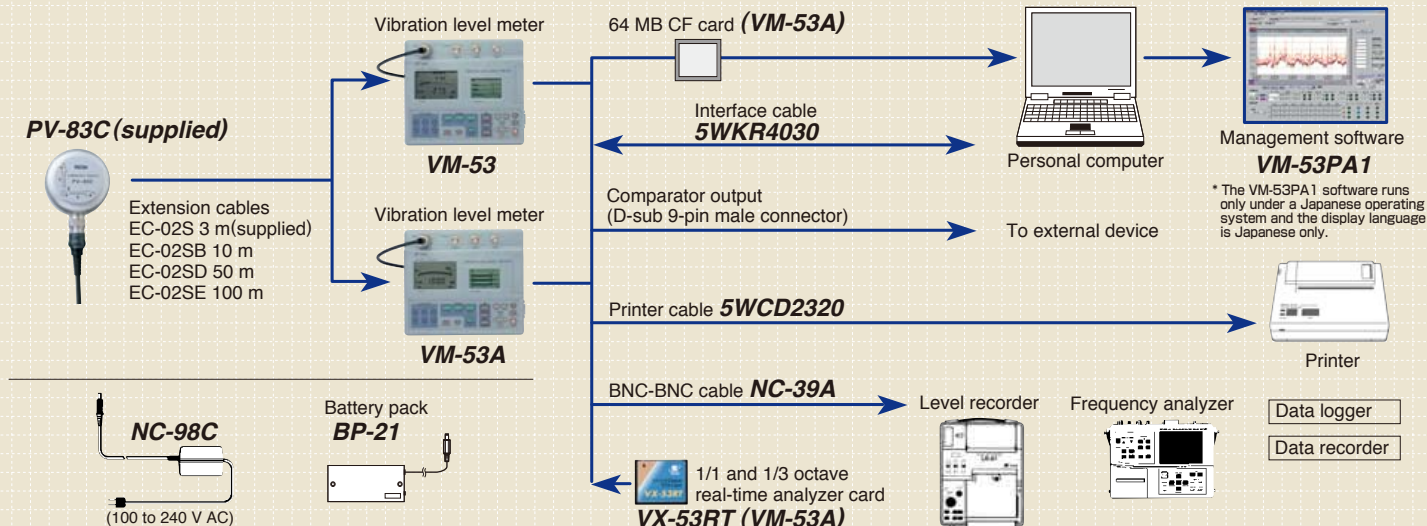 Vibration level meter
VM-53
PV-83C (supplied)
Extension cables
EC-02S 3 m(supplied)
EC-02SB 10 m
EC-02SD 50 m
EC-02SE 100 m
Vibration level meter
VM-53A
64 MB CF card (VM-53A)
Interface cable
5WKR4030
Personal computer
Management software
VM-53PA1
* The VM-53PA1 software runs
only under a Japanese operating
system and the display language
is Japanese only.
Comparator output
(D-sub 9-pin male connector)
To external device
Printer cable 5WCD2320
Printer
BNC-BNC cable NC-39A
Level recorder
Frequency analyzer
Data logger
Data recorder
VX-53RT
1/1 and 1/3 octave
real-time analyzer card
VX-53RT (VM-53A)
NC-98C
(100 to 240 V AC)
Battery pack
BP-21